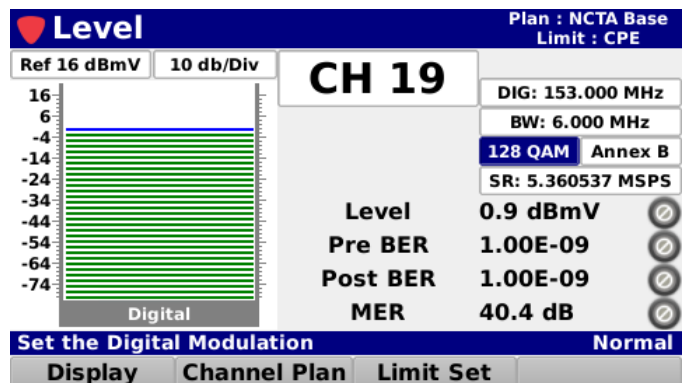 Level
Plan : NCTA Base
Limit : CPE
Ref 16 dBmV
10 db/Div
CH 19
DIG: 153.000 MHz
BW: 6.000 MHz
128 QAM
Annex B
SR: 5.360537 MSPS
16
6
-4
-14
-24
-34
-44
-54
-64
-74
Digital
Level 0.9 dBmV
Pre BER 1.00E-09
Post BER 1.00E-09
MER 40.4 dB
Set the Digital Modulation
Normal
Display
Channel Plan
Limit Set